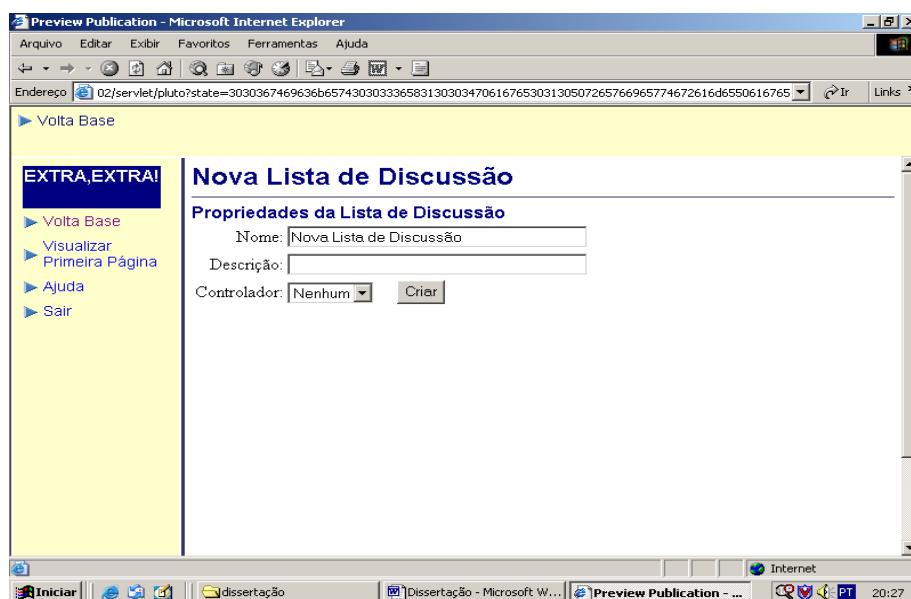 Preview Publication - Microsoft Internet Explorer
Arquivo Editar Exibir Favoritos Ferramentas Ajuda
Endereço 02/servlet/pluto?state=3030367469636b657430303336583130303470616765303130507265766965774672616d6550616765 Ir Links
Volta Base
EXTRA,EXTRA!
Volta Base
Visualizar
Primeira Página
Ajuda
Sair
Nova Lista de Discussão
Propriedades da Lista de Discussão
Nome: Nova Lista de Discussão
Descrição:
Controlador: Nenhum Criar
Internet
Iniciar dissertação Dissertação - Microsoft W... Preview Publication - ... PT 20:27